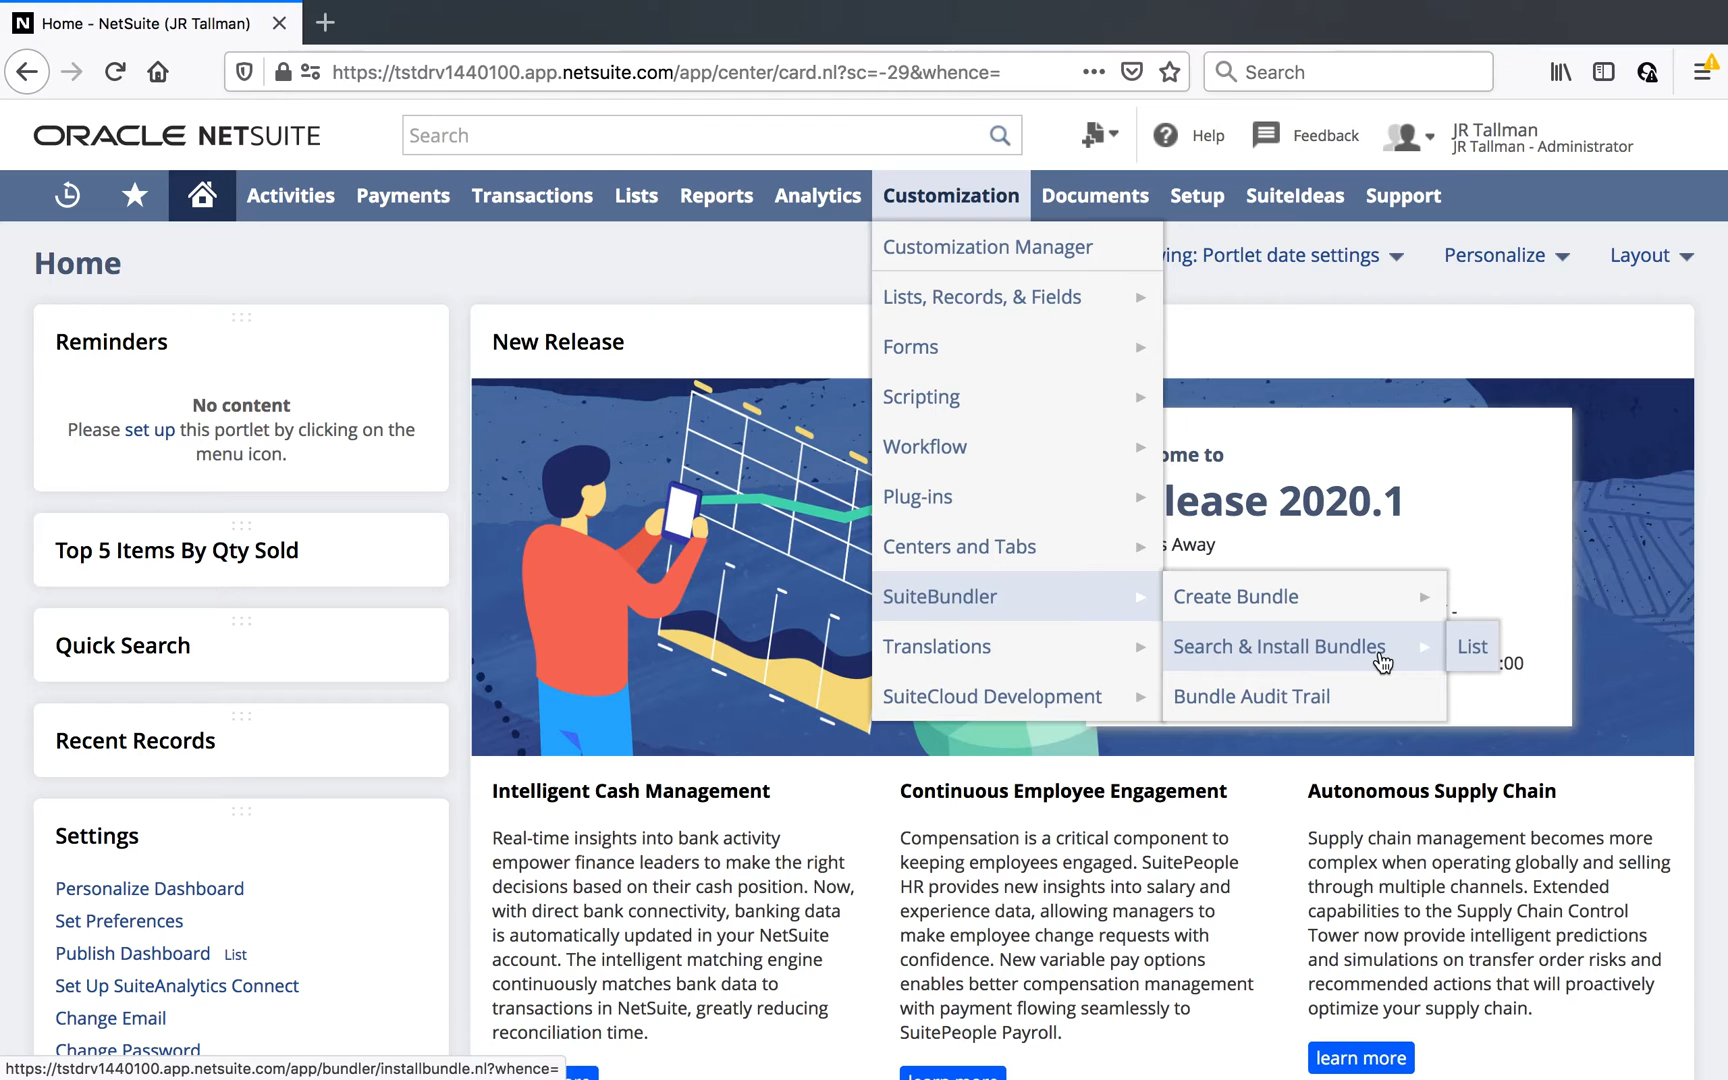 Home - NetSuite (JR Tallman)
https://tstdrv1440100.app.netsuite.com/app/center/card.nl?sc=-29&whence=
Search
ORACLE NETSUITE
Search
Help
Feedback
JR Tallman
JR Tallman - Administrator
Activities Payments Transactions Lists Reports Analytics Customization Documents Setup SuiteIdeas Support
Home
Portlet date settings
Personalize
Layout
Customization Manager
Lists, Records, & Fields
Forms
Scripting
Workflow
Plug-ins
Centers and Tabs
SuiteBundler
Translations
SuiteCloud Development
Create Bundle
Search & Install Bundles
Bundle Audit Trail
List
Reminders
No content
Please set up this portlet by clicking on the
menu icon.
Top 5 Items By Qty Sold
Quick Search
Recent Records
Settings
Personalize Dashboard
Set Preferences
Publish Dashboard List
Set Up SuiteAnalytics Connect
Change Email
Change Password
New Release
ome to
lease 2020.1
s Away
:00
Intelligent Cash Management
Real-time insights into bank activity
empower finance leaders to make the right
decisions based on their cash position. Now,
with direct bank connectivity, banking data
is automatically updated in your NetSuite
account. The intelligent matching engine
continuously matches bank data to
transactions in NetSuite, greatly reducing
reconciliation time.
Continuous Employee Engagement
Compensation is a critical component to
keeping employees engaged. SuitePeople
HR provides new insights into salary and
experience data, allowing managers to
make employee change requests with
confidence. New variable pay options
enables better compensation management
with payment flowing seamlessly to
SuitePeople Payroll.
learn more
Autonomous Supply Chain
Supply chain management becomes more
complex when operating globally and selling
through multiple channels. Extended
capabilities to the Supply Chain Control
Tower now provide intelligent predictions
and simulations on transfer order risks and
recommended actions that will proactively
optimize your supply chain.
learn more
https://tstdrv1440100.app.netsuite.com/app/bundler/installbundle.nl?whence=